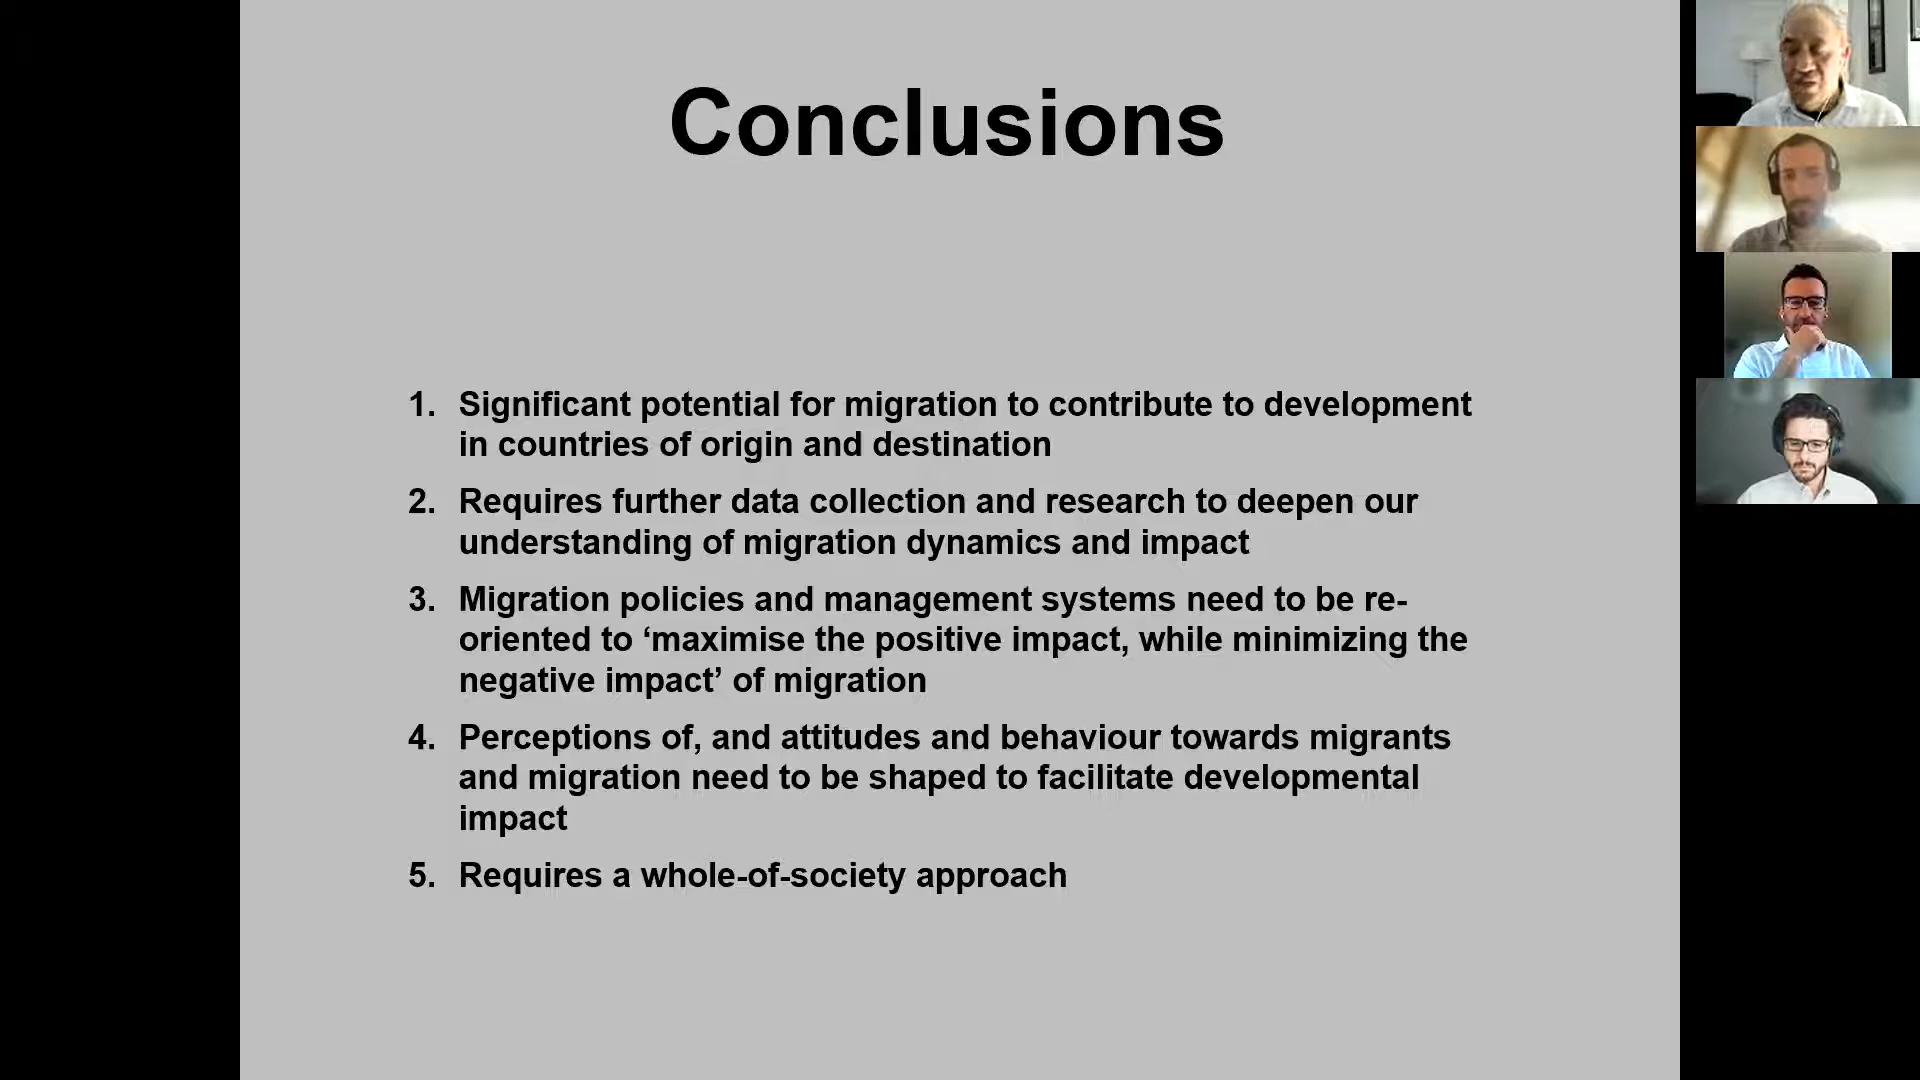 Conclusions
1. Significant potential for migration to contribute to development
in countries of origin and destination
2. Requires further data collection and research to deepen our
understanding of migration dynamics and impact
3. Migration policies and management systems need to be re-
oriented to ‘maximise the positive impact, while minimizing the
negative impact’ of migration
4. Perceptions of, and attitudes and behaviour towards migrants
and migration need to be shaped to facilitate developmental
impact
5. Requires a whole-of-society approach